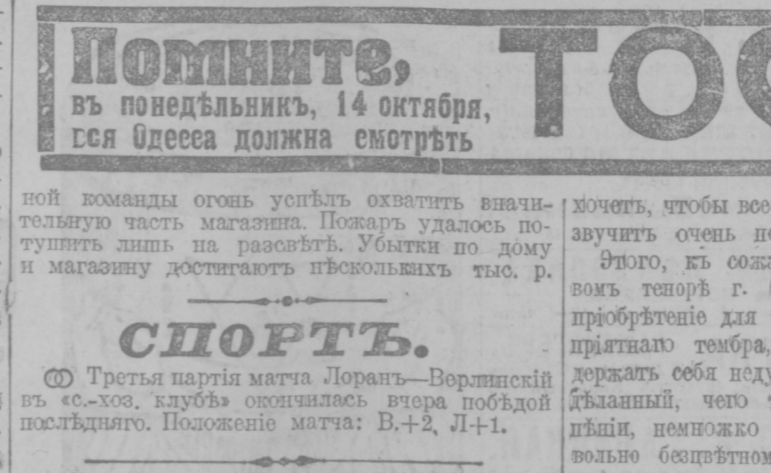 Помните,
въ понедѣльникъ, 14 октября,
вся Одесса должна смотрѣть
ТО
ной команды огонь успѣлъ охватить значи-
тельную часть магазина. Пожаръ удалось по-
тушить лишь на разсвѣтѣ. Убытки по дому
и магазину достигаютъ нѣсколькихъ тыс. р.
СПОРТЪ.
Третья партія матча Лоранъ—Верлинскій
въ «с.-хоз. клубѣ» окончилась вчера побѣдой
послѣдняго. Положеніе матча: В.+2, Л+1.
хочетъ, чтобы все
звучитъ очень
Этого, къ
вомъ тенорѣ г.
пріобрѣтеніе для
пріятнаго тембра,
держать себя
дѣланный, чего
пѣніи, немножко
вольно безцвѣтном